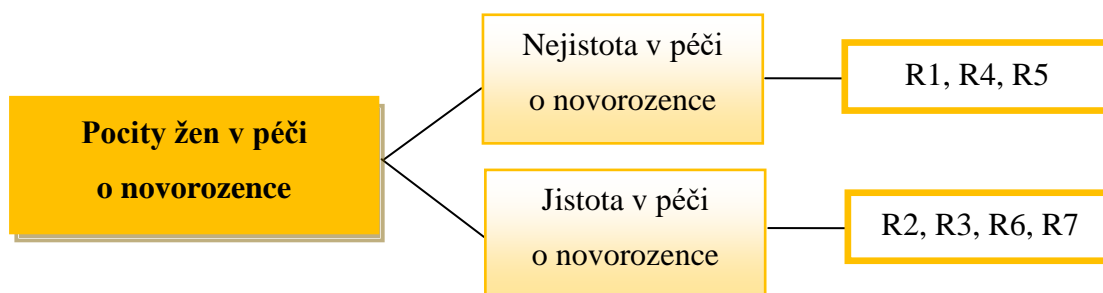 Pocity žen v péči
o novorozence
Nejistota v péči
o novorozence
R1, R4, R5
Jistota v péči
o novorozence
R2, R3, R6, R7